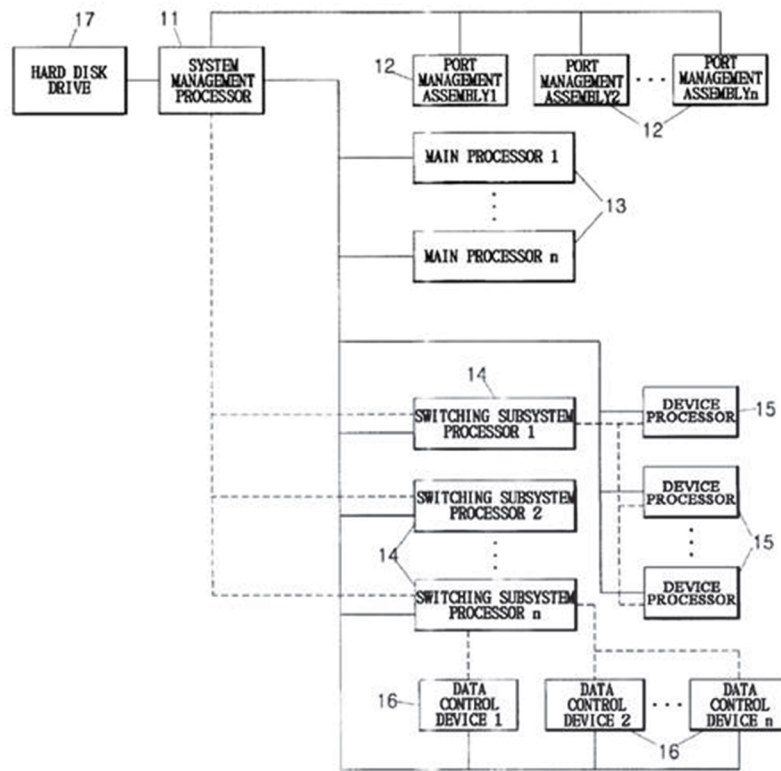 17
11
HARD DISK
DRIVE
SYSTEM
MANAGEMENT
PROCESSOR
12
PORT
MANAGEMENT
ASSEMBLY1
PORT
MANAGEMENT
ASSEMBLY2
PORT
MANAGEMENT
ASSEMBLYn
12
MAIN PROCESSOR 1
13
MAIN PROCESSOR n
14
SWITCHING SUBSYSTEM
PROCESSOR 1
DEVICE
PROCESSOR
15
SWITCHING SUBSYSTEM
PROCESSOR 2
DEVICE
PROCESSOR
14
15
SWITCHING SUBSYSTEM
PROCESSOR n
DEVICE
PROCESSOR
16
DATA
CONTROL
DEVICE 1
DATA
CONTROL
DEVICE 2
DATA
CONTROL
DEVICE n
16